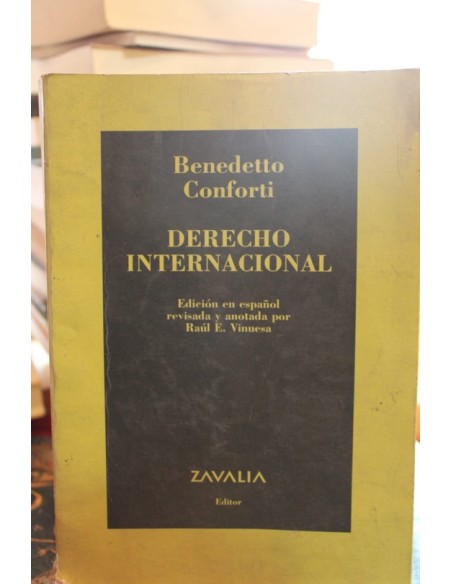 Benedetto
Conforti
DERECHO
INTERNACIONAL
Edición en español
revisada y anotada por
Raúl E. Vinuesa
ZAVALIA
Editor